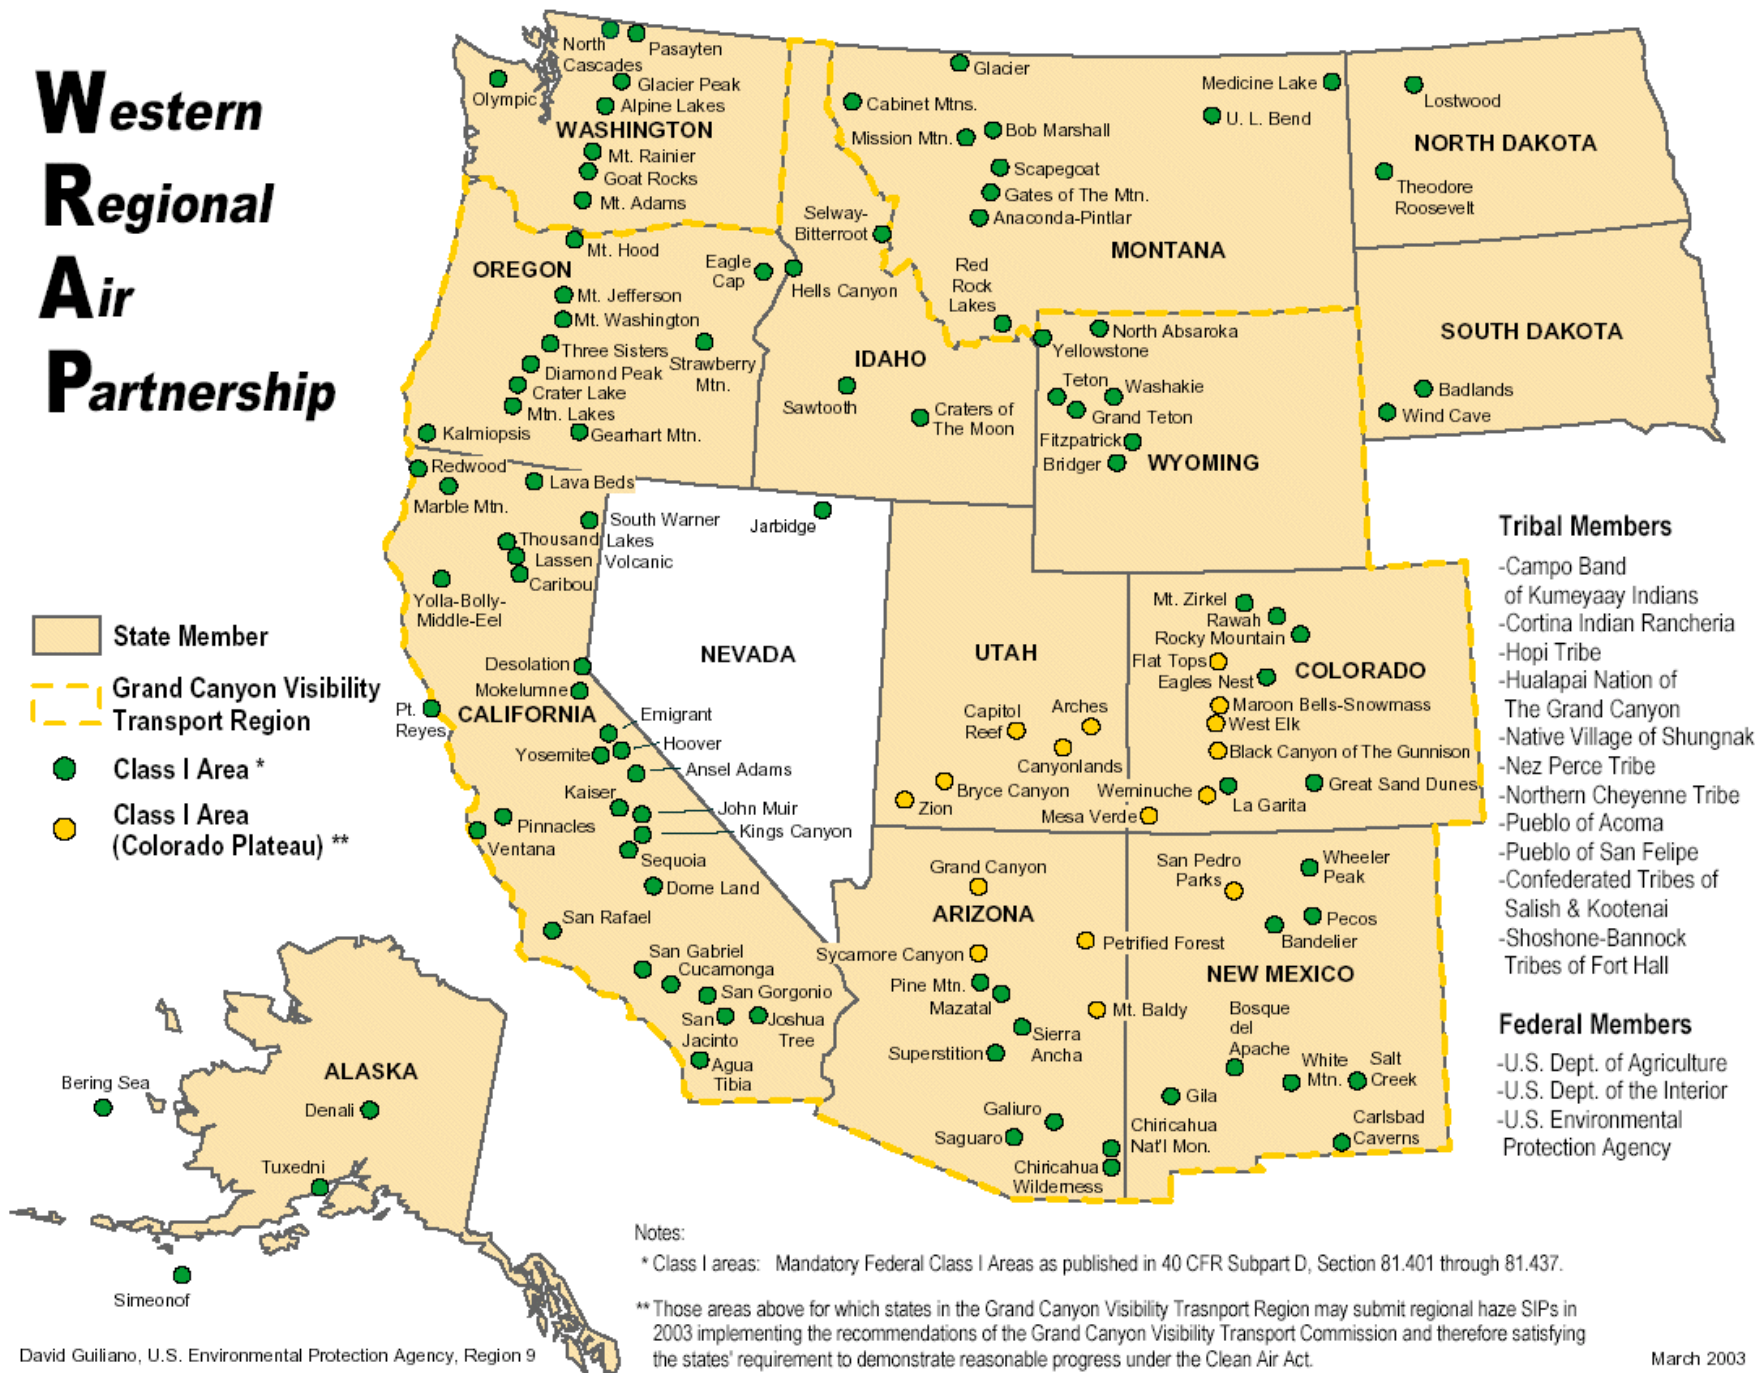 Western
Regional
Air
Partnership
State Member
Grand Canyon Visibility
Transport Region
Class I Area *
Class I Area
(Colorado Plateau) **
North
Cascades
Pasayten
Olympic
Glacier Peak
Alpine Lakes
WASHINGTON
Mt. Rainier
Goat Rocks
Mt. Adams
Mt. Hood
OREGON
Eagle
Cap
Hells Canyon
Mt. Jefferson
Mt. Washington
Three Sisters
Strawberry
Mtn.
Diamond Peak
Crater Lake
Mtn. Lakes
Kalmiopsis
Gearhart Mtn.
Glacier
Cabinet Mtns.
Mission Mtn.
Bob Marshall
Scapegoat
Gates of The Mtn.
Anaconda-Pintlar
Selway-
Bitterroot
Medicine Lake
U. L. Bend
MONTANA
Red
Rock
Lakes
Lostwood
NORTH DAKOTA
Theodore
Roosevelt
SOUTH DAKOTA
Badlands
Wind Cave
IDAHO
Sawtooth
Craters of
The Moon
North Absaroka
Yellowstone
Teton
Washakie
Grand Teton
Fitzpatrick
Bridger
WYOMING
Redwood
Marble Mtn.
Lava Beds
South Warner
Thousand
Lakes
Lassen
Volcanic
Caribou
Yolla-Bolly-
Middle-Eel
Desolation
Mokelumne
CALIFORNIA
Pt.
Reyes
Emigrant
Yosemite
Hoover
Ansel Adams
Kaiser
John Muir
Pinnacles
Kings Canyon
Ventana
Sequoia
Dome Land
San Rafael
San Gabriel
Cucamonga
San Gorgonio
San
Jacinto
Joshua
Tree
Agua
Tibia
Jarbidge
NEVADA
UTAH
Capitol
Reef
Arches
Canyonlands
Bryce Canyon
Zion
Mt. Zirkel
Rawah
Rocky Mountain
Flat Tops
Eagles Nest
COLORADO
Maroon Bells-Snowmass
West Elk
Black Canyon of The Gunnison
Weminuche
La Garita
Great Sand Dunes
Mesa Verde
Grand Canyon
ARIZONA
Sycamore Canyon
Petrified Forest
Pine Mtn.
Mazatal
Mt. Baldy
Sierra
Ancha
Superstition
Galiuro
Saguaro
Chiricahua
Nat'l Mon.
Chiricahua
Wilderness
San Pedro
Parks
Wheeler
Peak
Pecos
Bandelier
NEW MEXICO
Bosque
del
Apache
White
Mtn.
Salt
Creek
Gila
Carlsbad
Caverns
ALASKA
Bering Sea
Denali
Tuxedni
Simeonof
Tribal Members
-Campo Band
of Kumeyaay Indians
-Cortina Indian Rancheria
-Hopi Tribe
-Hualapai Nation of
The Grand Canyon
-Native Village of Shungnak
-Nez Perce Tribe
-Northern Cheyenne Tribe
-Pueblo of Acoma
-Pueblo of San Felipe
-Confederated Tribes of
Salish & Kootenai
-Shoshone-Bannock
Tribes of Fort Hall
Federal Members
-U.S. Dept. of Agriculture
-U.S. Dept. of the Interior
-U.S. Environmental
Protection Agency
Notes:
* Class I areas: Mandatory Federal Class I Areas as published in 40 CFR Subpart D, Section 81.401 through 81.437.
** Those areas above for which states in the Grand Canyon Visibility Trasnport Region may submit regional haze SIPs in
2003 implementing the recommendations of the Grand Canyon Visibility Transport Commission and therefore satisfying
the states' requirement to demonstrate reasonable progress under the Clean Air Act.
David Guiliano, U.S. Environmental Protection Agency, Region 9
March 2003